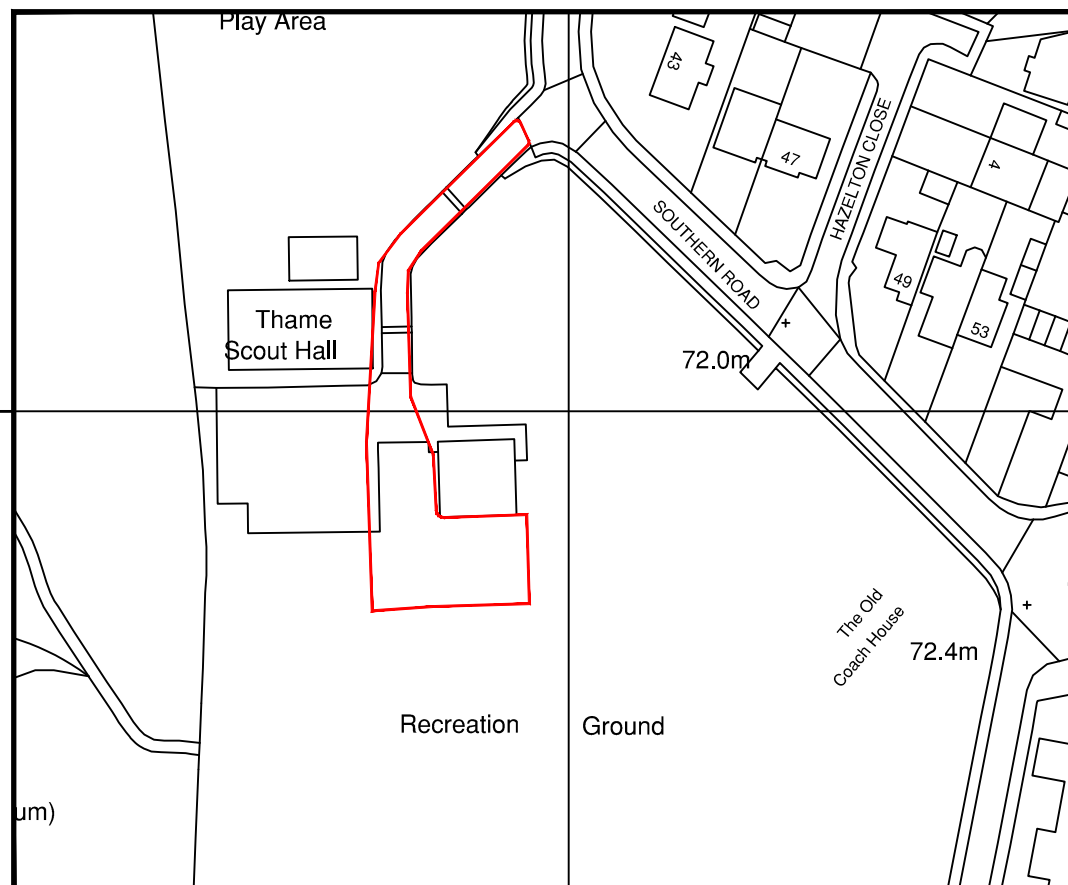 Play Area
43
47
HAZELTON CLOSE
4
SOUTHERN ROAD
49
53
Thame
Scout Hall
72.0m
The Old
Coach House
72.4m
Recreation Ground
um)